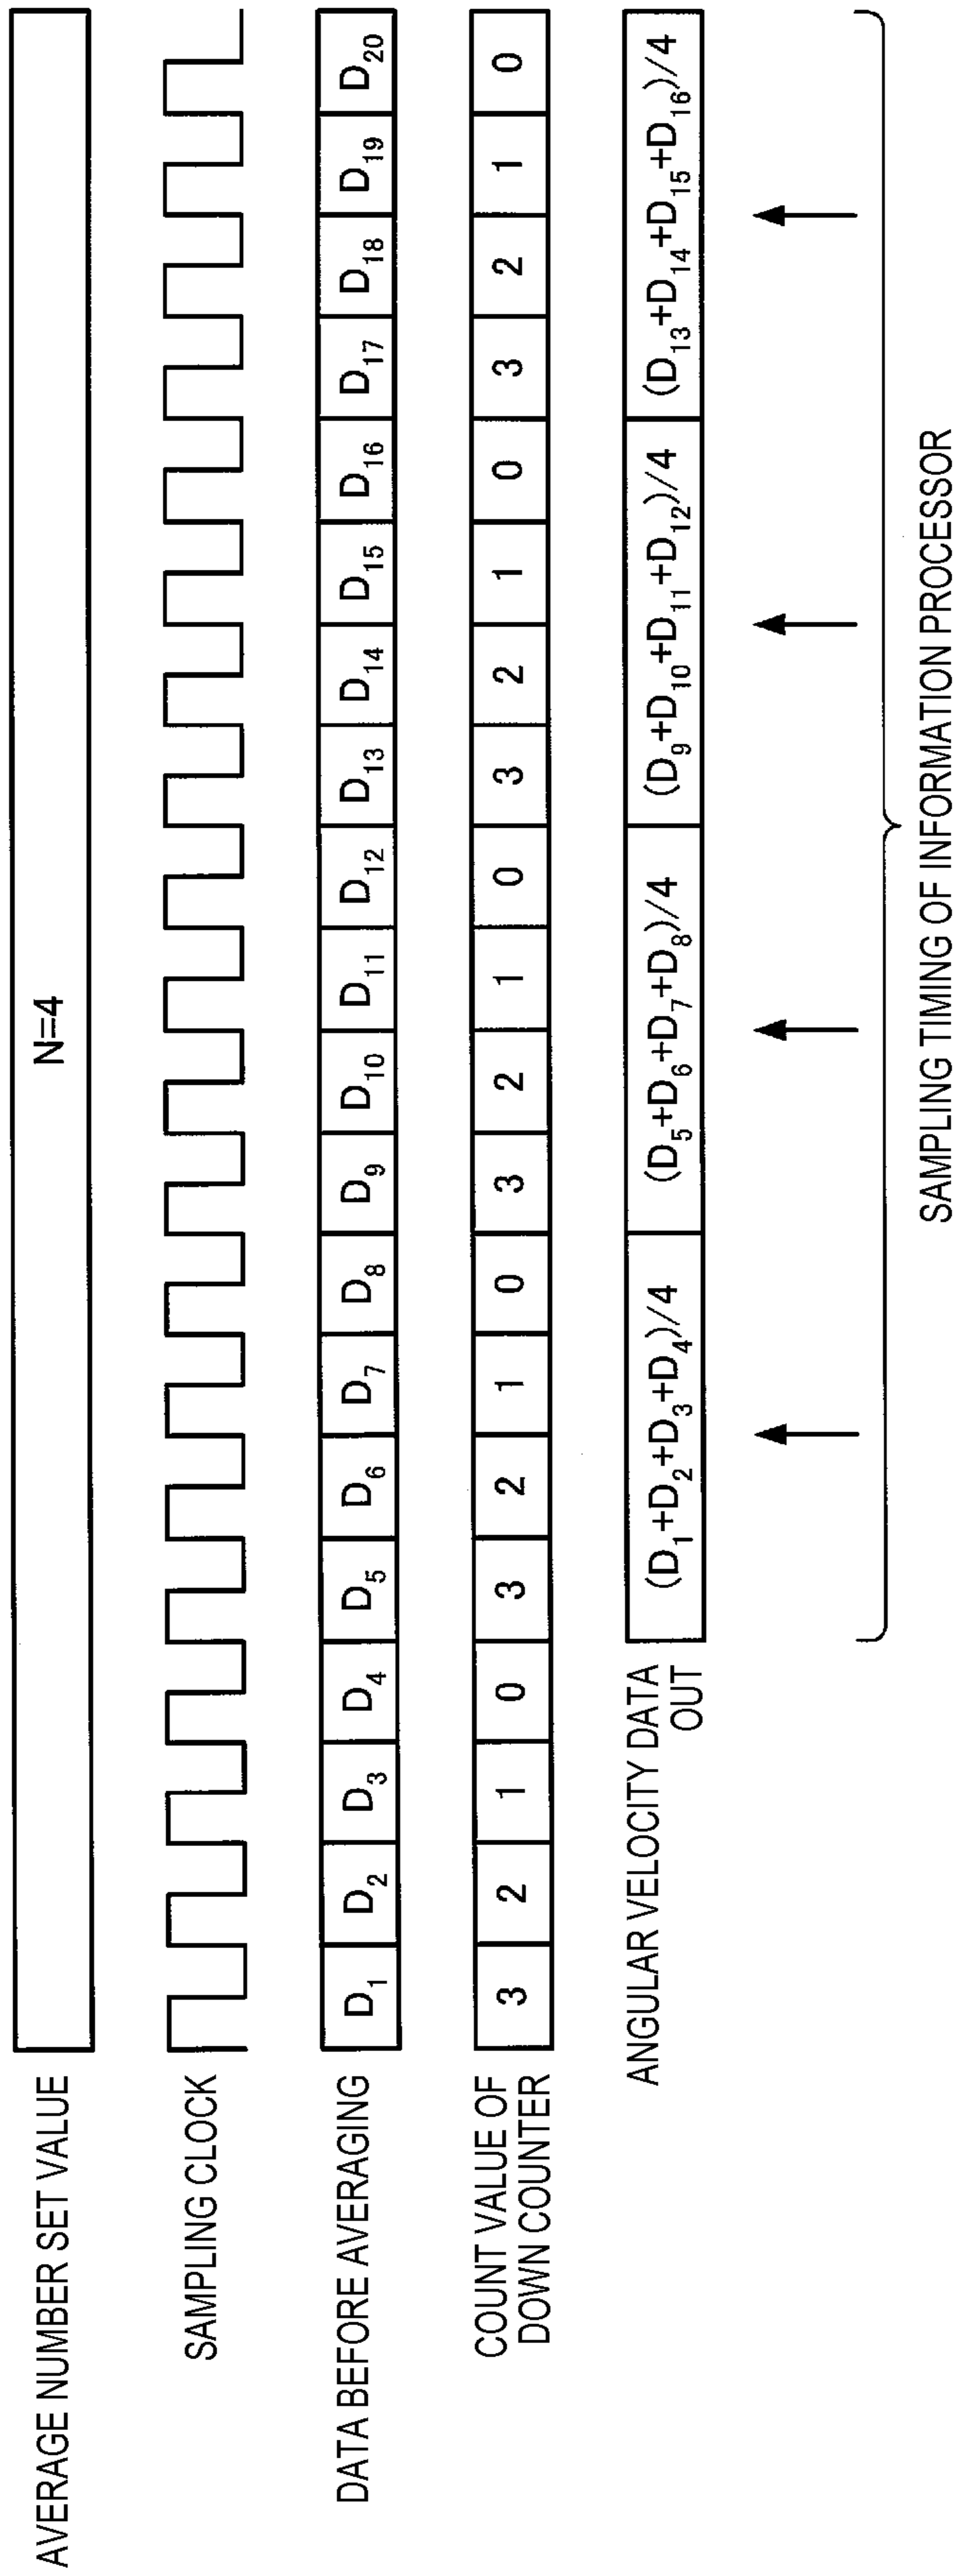 AVERAGE NUMBER SET VALUE
N=4
SAMPLING CLOCK
DATA BEFORE AVERAGING
D1 D2 D3 D4 D5 D6 D7 D8 D9 D10 D11 D12 D13 D14 D15 D16 D17 D18 D19 D20
COUNT VALUE OF
DOWN COUNTER
3 2 1 0 3 2 1 0 3 2 1 0 3 2 1 0 3 2 1 0
ANGULAR VELOCITY DATA
OUT
(D1+D2+D3+D4)/4 (D5+D6+D7+D8)/4 (D9+D10+D11+D12)/4 (D13+D14+D15+D16)/4
SAMPLING TIMING OF INFORMATION PROCESSOR